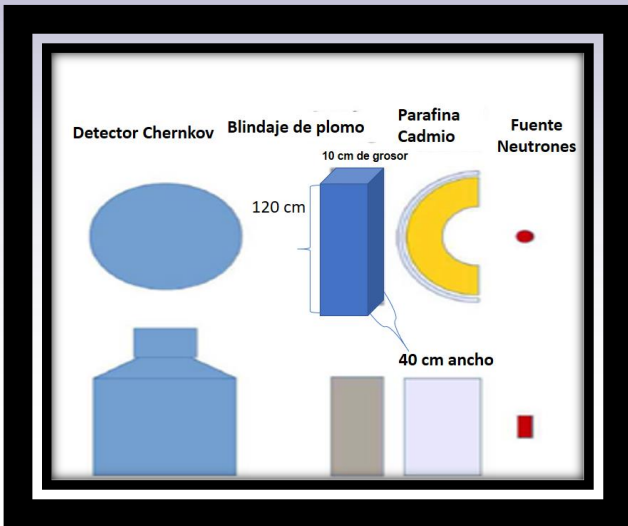 Detector Chernkov
Blindaje de plomo
Parafina
Cadmio
Fuente
Neutrones
10 cm de grosor
120 cm
40 cm ancho